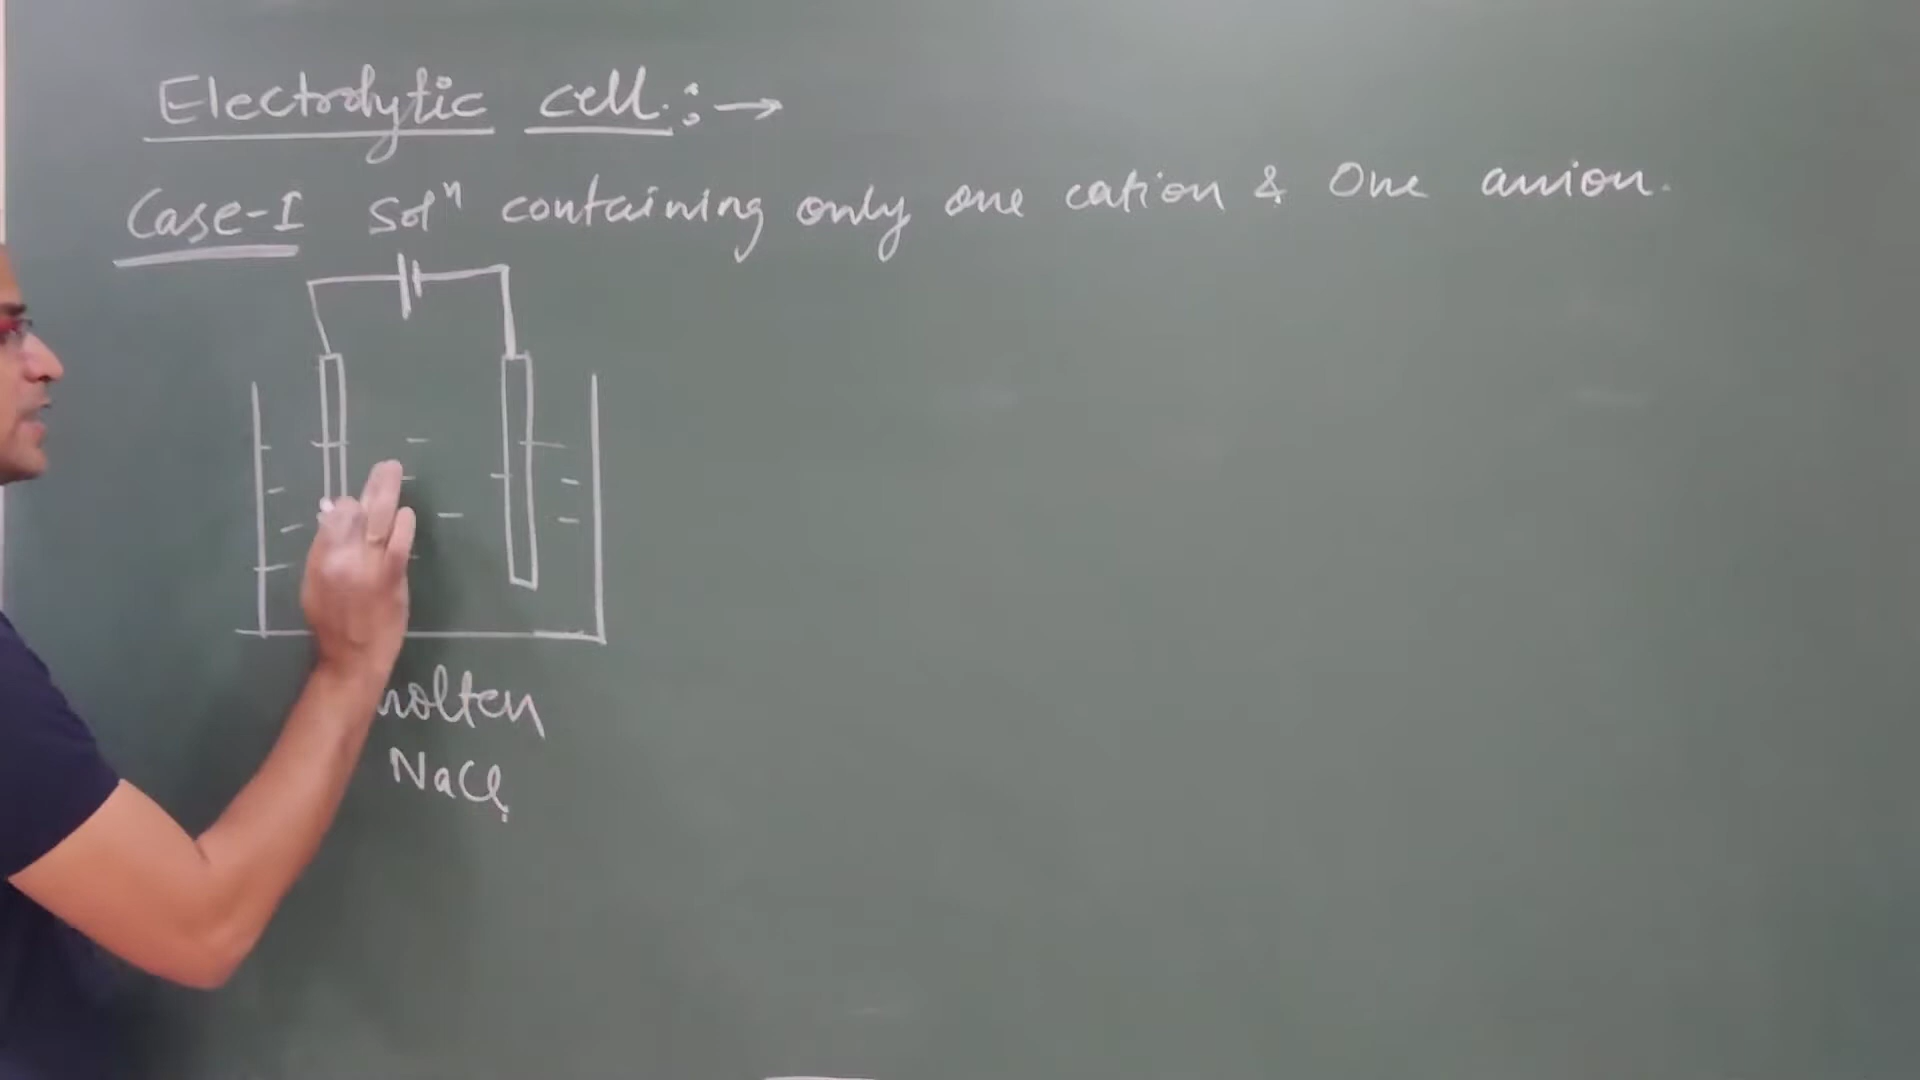 Electrolytic cell :→
Case-I Solⁿ containing only one cation & One anion.
molten
NaCl